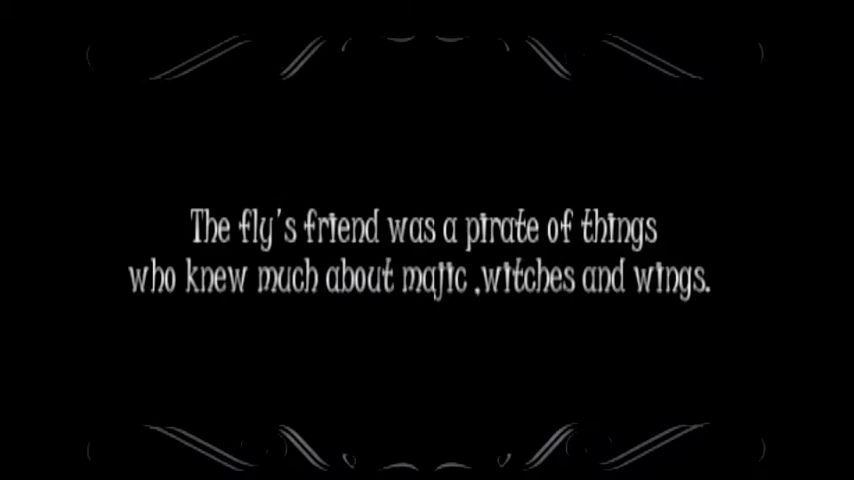 The fly's friend was a pirate of things
who knew much about majic ,witches and wings.